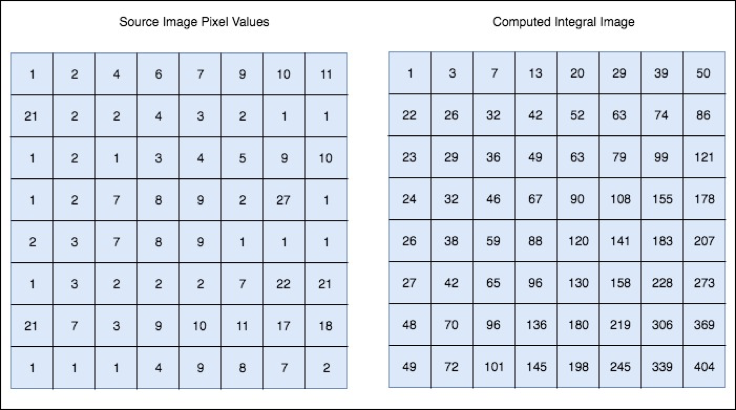 Source Image Pixel Values Computed Integral Image
1 2 4 6 7 9 10 11 1 3 7 13 20 29 39 50
21 2 2 4 3 2 1 1 22 26 32 42 52 63 74 86
1 2 1 3 4 5 9 10 23 29 36 49 63 79 99 121
1 2 7 8 9 2 27 1 24 32 46 67 90 108 155 178
2 3 7 8 9 1 1 1 26 38 59 88 120 141 183 207
1 3 2 2 2 7 22 21 27 42 65 96 130 158 228 273
21 7 3 9 10 11 17 18 48 70 96 136 180 219 306 369
1 1 1 4 9 8 7 2 49 72 101 145 198 245 339 404